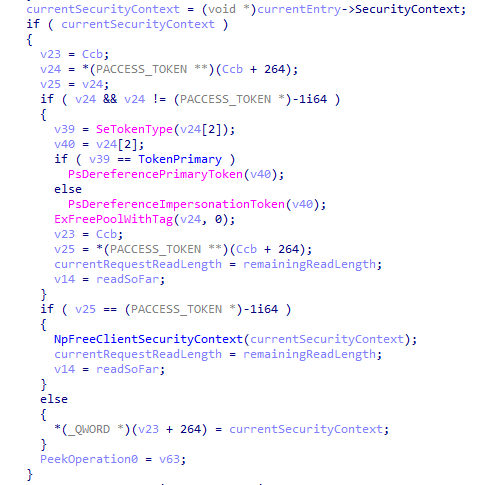 currentSecurityContext = (void *)currentEntry->SecurityContext;
if ( currentSecurityContext )
{
  v23 = Ccb;
  v24 = *(PACCESS_TOKEN **)(Ccb + 264);
  v25 = v24;
  if ( v24 && v24 != (PACCESS_TOKEN *)-1i64 )
  {
    v39 = SeTokenType(v24[2]);
    v40 = v24[2];
    if ( v39 == TokenPrimary )
      PsDereferencePrimaryToken(v40);
    else
      PsDereferenceImpersonationToken(v40);
    ExFreePoolWithTag(v24, 0);
    v23 = Ccb;
    v25 = *(PACCESS_TOKEN **)(Ccb + 264);
    currentRequestReadLength = remainingReadLength;
    v14 = readSoFar;
  }
  if ( v25 == (PACCESS_TOKEN *)-1i64 )
  {
    NpFreeClientSecurityContext(currentSecurityContext);
    currentRequestReadLength = remainingReadLength;
    v14 = readSoFar;
  }
  else
  {
    *(_QWORD *)(v23 + 264) = currentSecurityContext;
  }
  PeekOperation0 = v63;
}